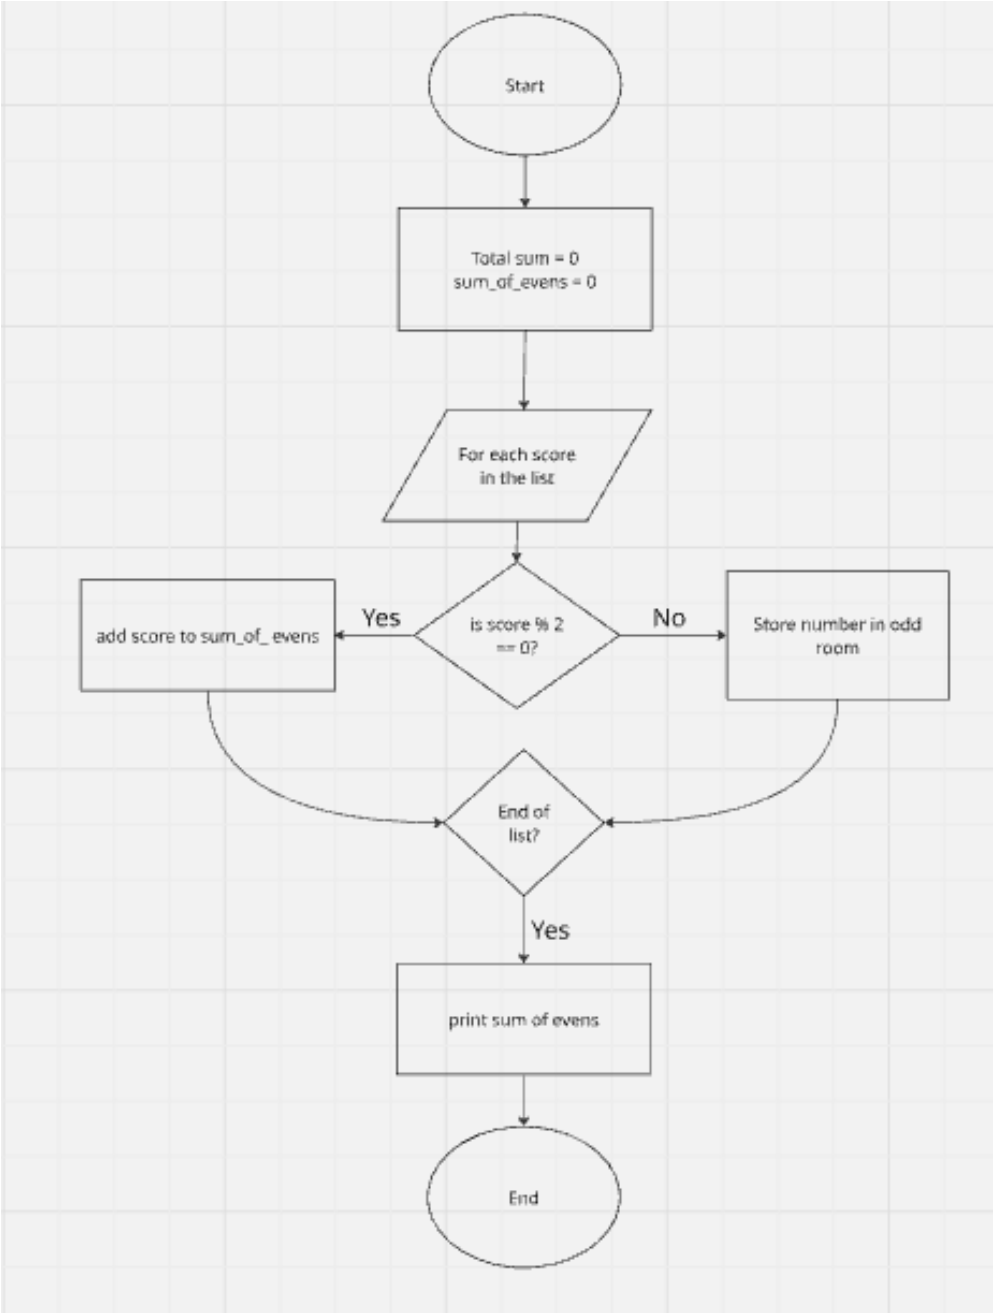 Start
Total sum = 0
sum_of_evens = 0
For each score
in the list
is score % 2
== 0?
Yes
No
add score to sum_of_ evens
Store number in odd
room
End of
list?
Yes
print sum of evens
End